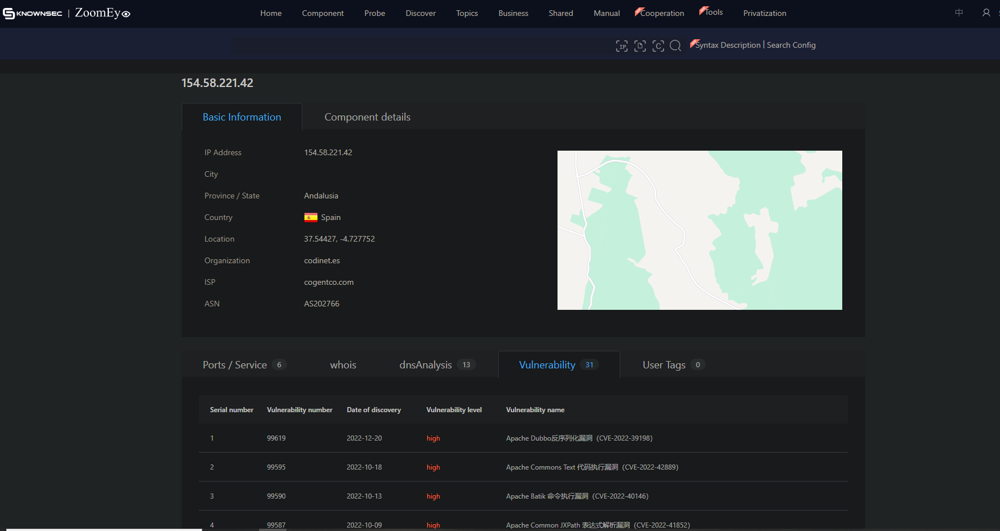 KNOWNSEC | ZoomEye
Home Component Probe Discover Topics Business Shared Manual Cooperation Tools Privatization 中
IP D C Syntax Description | Search Config
154.58.221.42
Basic Information Component details
IP Address 154.58.221.42
City
Province / State Andalusia
Country Spain
Location 37.54427, -4.727752
Organization codinet.es
ISP cogentco.com
ASN AS202766
Ports / Service 6 whois dnsAnalysis 13 Vulnerability 31 User Tags 0
Serial number Vulnerability number Date of discovery Vulnerability level Vulnerability name
1 99619 2022-12-20 high Apache Dubbo反序列化漏洞（CVE-2022-39198）
2 99595 2022-10-18 high Apache Commons Text 代码执行漏洞（CVE-2022-42889）
3 99590 2022-10-13 high Apache Batik 命令执行漏洞（CVE-2022-40146）
4 99587 2022-10-09 high Apache Common JXPath 表达式解析漏洞（CVE-2022-41852）